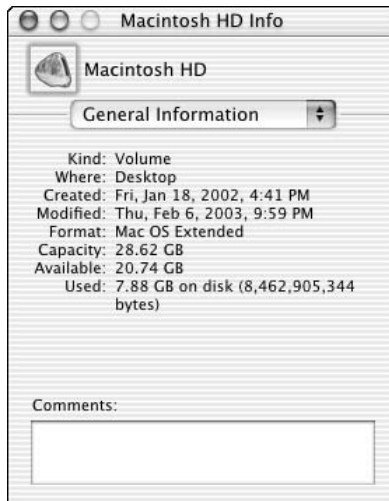 Macintosh HD Info
Macintosh HD
General Information
Kind: Volume
Where: Desktop
Created: Fri, Jan 18, 2002, 4:41 PM
Modified: Thu, Feb 6, 2003, 9:59 PM
Format: Mac OS Extended
Capacity: 28.62 GB
Available: 20.74 GB
Used: 7.88 GB on disk (8,462,905,344
bytes)
Comments: